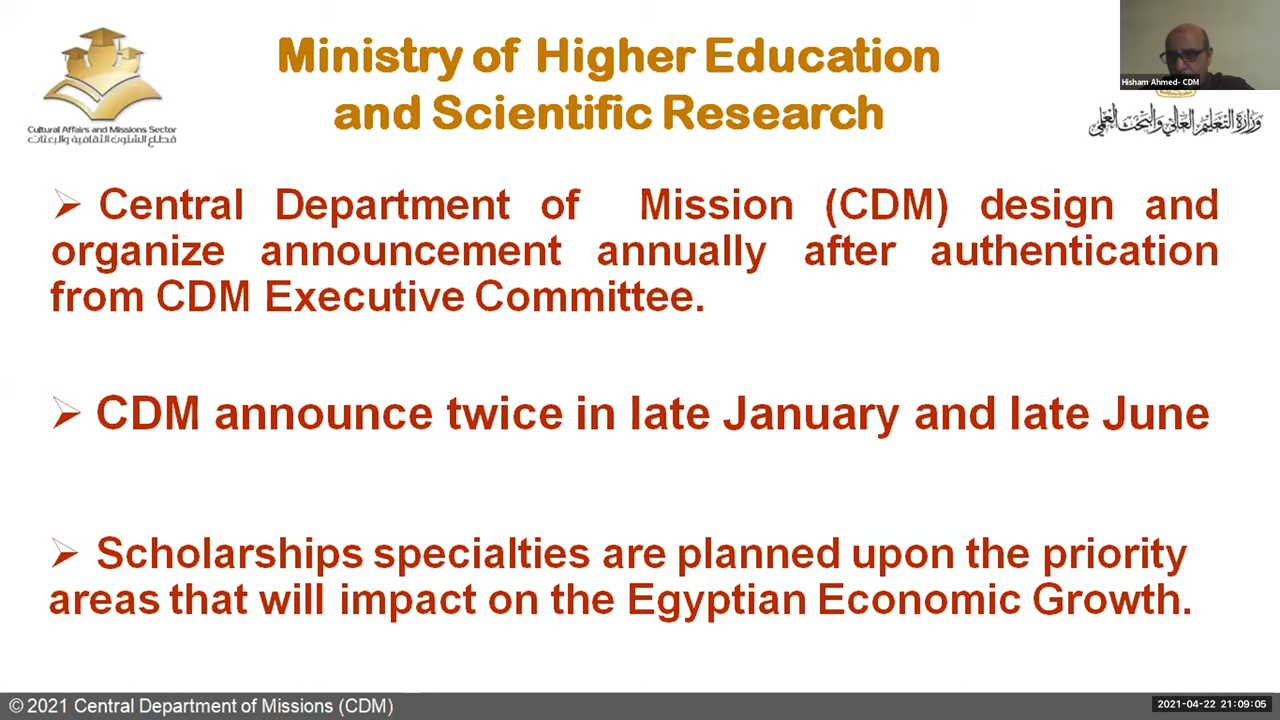 Ministry of Higher Education
and Scientific Research
Cultural Affairs and Missions Sector
قطاع الشئون الثقافية والبعثات
Hisham Ahmed- CDM
وزارة التعليم العالي والبحث العلمي
➢ Central Department of Mission (CDM) design and
organize announcement annually after authentication
from CDM Executive Committee.
➢ CDM announce twice in late January and late June
➢ Scholarships specialties are planned upon the priority
areas that will impact on the Egyptian Economic Growth.
© 2021 Central Department of Missions (CDM)
2021-04-22 21:09:05